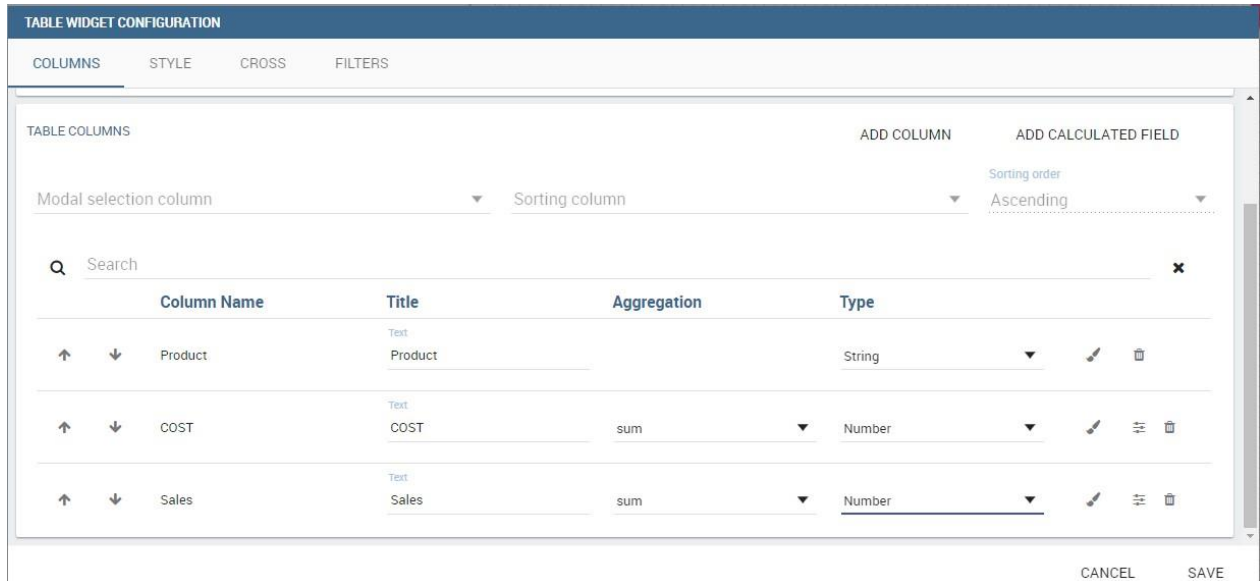 TABLE WIDGET CONFIGURATION
COLUMNS STYLE CROSS FILTERS
TABLE COLUMNS ADD COLUMN ADD CALCULATED FIELD
Sorting order
Modal selection column Sorting column Ascending
Search
Column Name Title Aggregation Type
Text
Product Product String
Text
COST COST sum Number
Text
Sales Sales sum Number
CANCEL SAVE